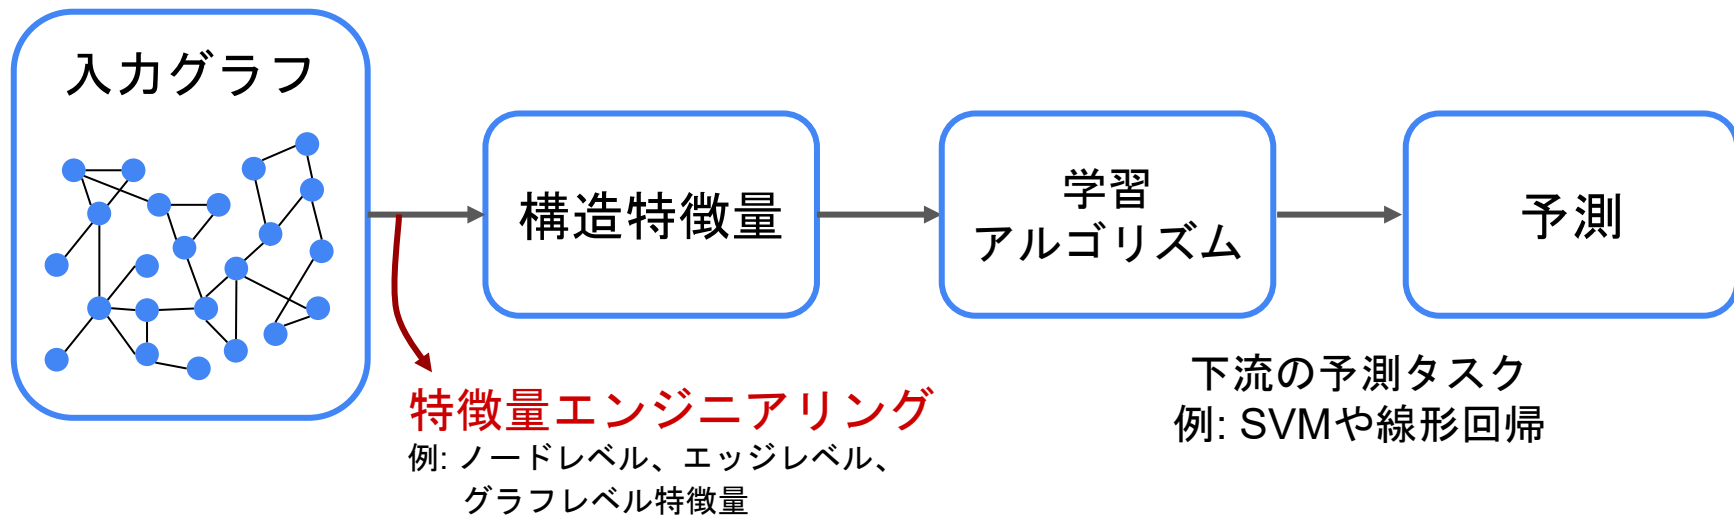 入力グラフ
構造特徴量
学習
アルゴリズム
予測
特徴量エンジニアリング
例: ノードレベル、エッジレベル、
グラフレベル特徴量
下流の予測タスク
例: SVMや線形回帰